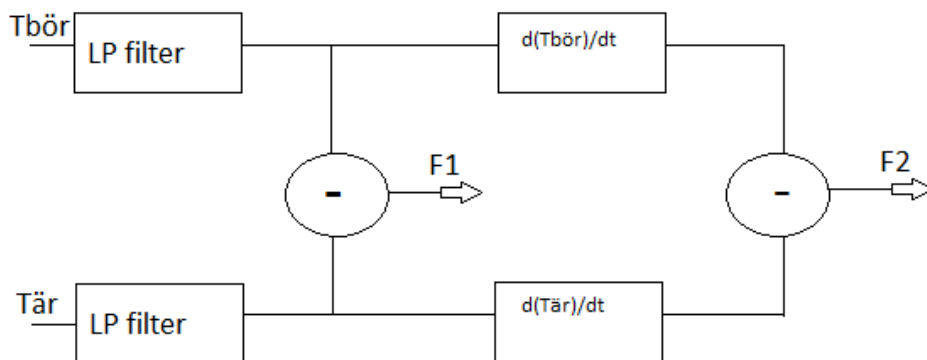 Tbör
LP filter
d(Tbör)/dt
-
F1
-
F2
Tär
LP filter
d(Tär)/dt